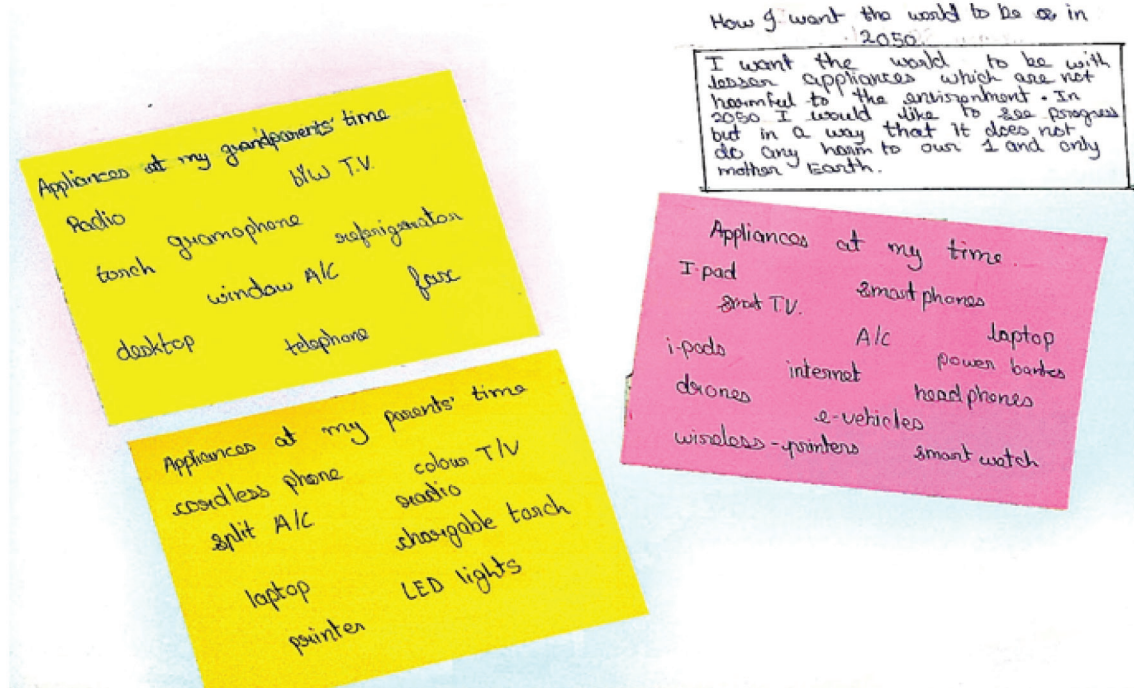 How I want the world to be in
2050
I want the world to be with
lesser appliances which are not
harmful to the environment. In
2050 I would like to see progress
but in a way that it does not
do any harm to our 1 and only
mother Earth.
Appliances at my grandparents' time
Radio b/w T.V.
gramophone
torch refrigerator
window A/C
desktop fax
telephone
Appliances at my parents' time
cordless phone colour T/V
split A/C radio
chargable torch
laptop LED lights
printer
Appliances at my time
I-pad smart phones
smart TV.
i-pods A/C laptop
internet power banks
drones head phones
e-vehicles
wireless-printers smart watch